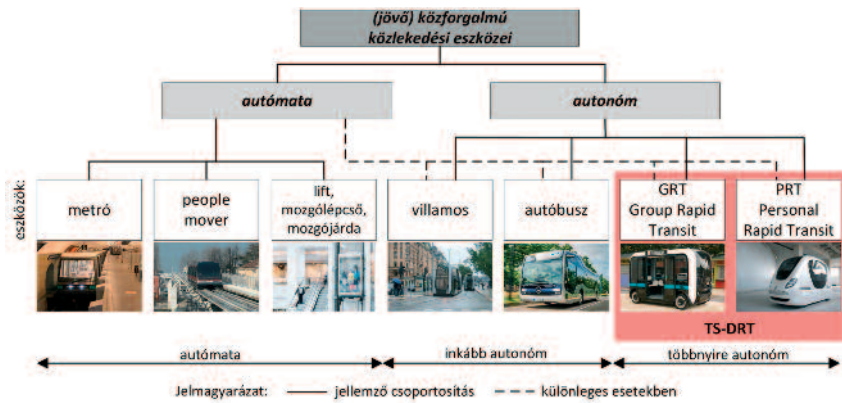 (jövő) közforgalmú
közlekedési eszközei
autómata
autonóm
eszközök:
metró
people
mover
lift,
mozgólépcső,
mozgójárda
villamos
autóbusz
GRT
Group Rapid
Transit
PRT
Personal
Rapid Transit
TS-DRT
autómata
inkább autonóm
többnyire autonóm
Jelmagyarázat:
jellemző csoportosítás
különleges esetekben